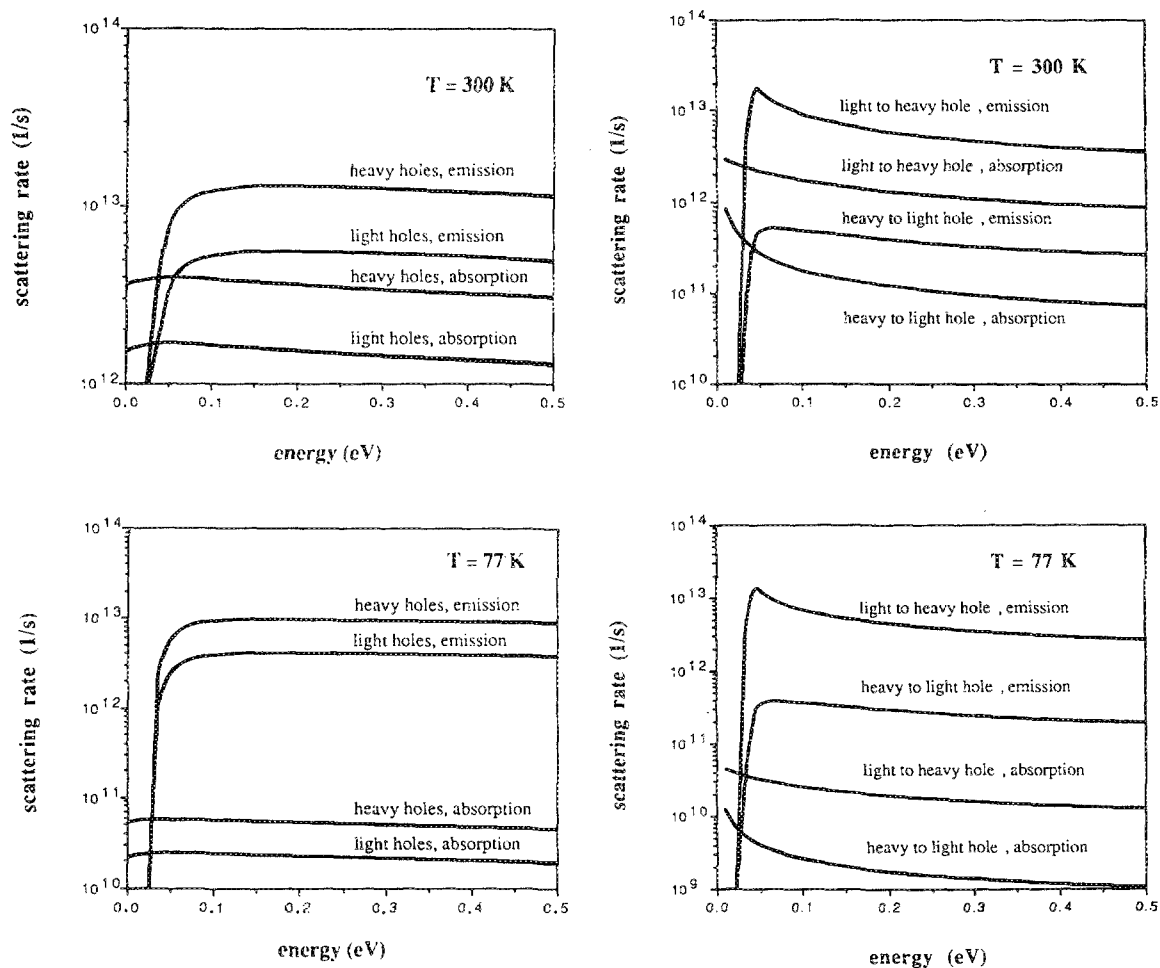 10^14
T = 300 K
heavy holes, emission
10^13
light holes, emission
heavy holes, absorption
light holes, absorption
10^12
0.0 0.1 0.2 0.3 0.4 0.5
energy (eV)
scattering rate (1/s)
10^14
T = 300 K
10^13
light to heavy hole , emission
light to heavy hole , absorption
10^12
heavy to light hole , emission
10^11
heavy to light hole , absorption
10^10
0.0 0.1 0.2 0.3 0.4 0.5
energy (eV)
scattering rate (1/s)
10^14
T = 77 K
10^13
heavy holes, emission
light holes, emission
10^12
10^11
heavy holes, absorption
light holes, absorption
10^10
0.0 0.1 0.2 0.3 0.4 0.5
energy (eV)
scattering rate (1/s)
10^14
T = 77 K
10^13
light to heavy hole , emission
10^12
heavy to light hole , emission
10^11
light to heavy hole , absorption
10^10
heavy to light hole , absorption
10^9
0.0 0.1 0.2 0.3 0.4 0.5
energy (eV)
scattering rate (1/s)